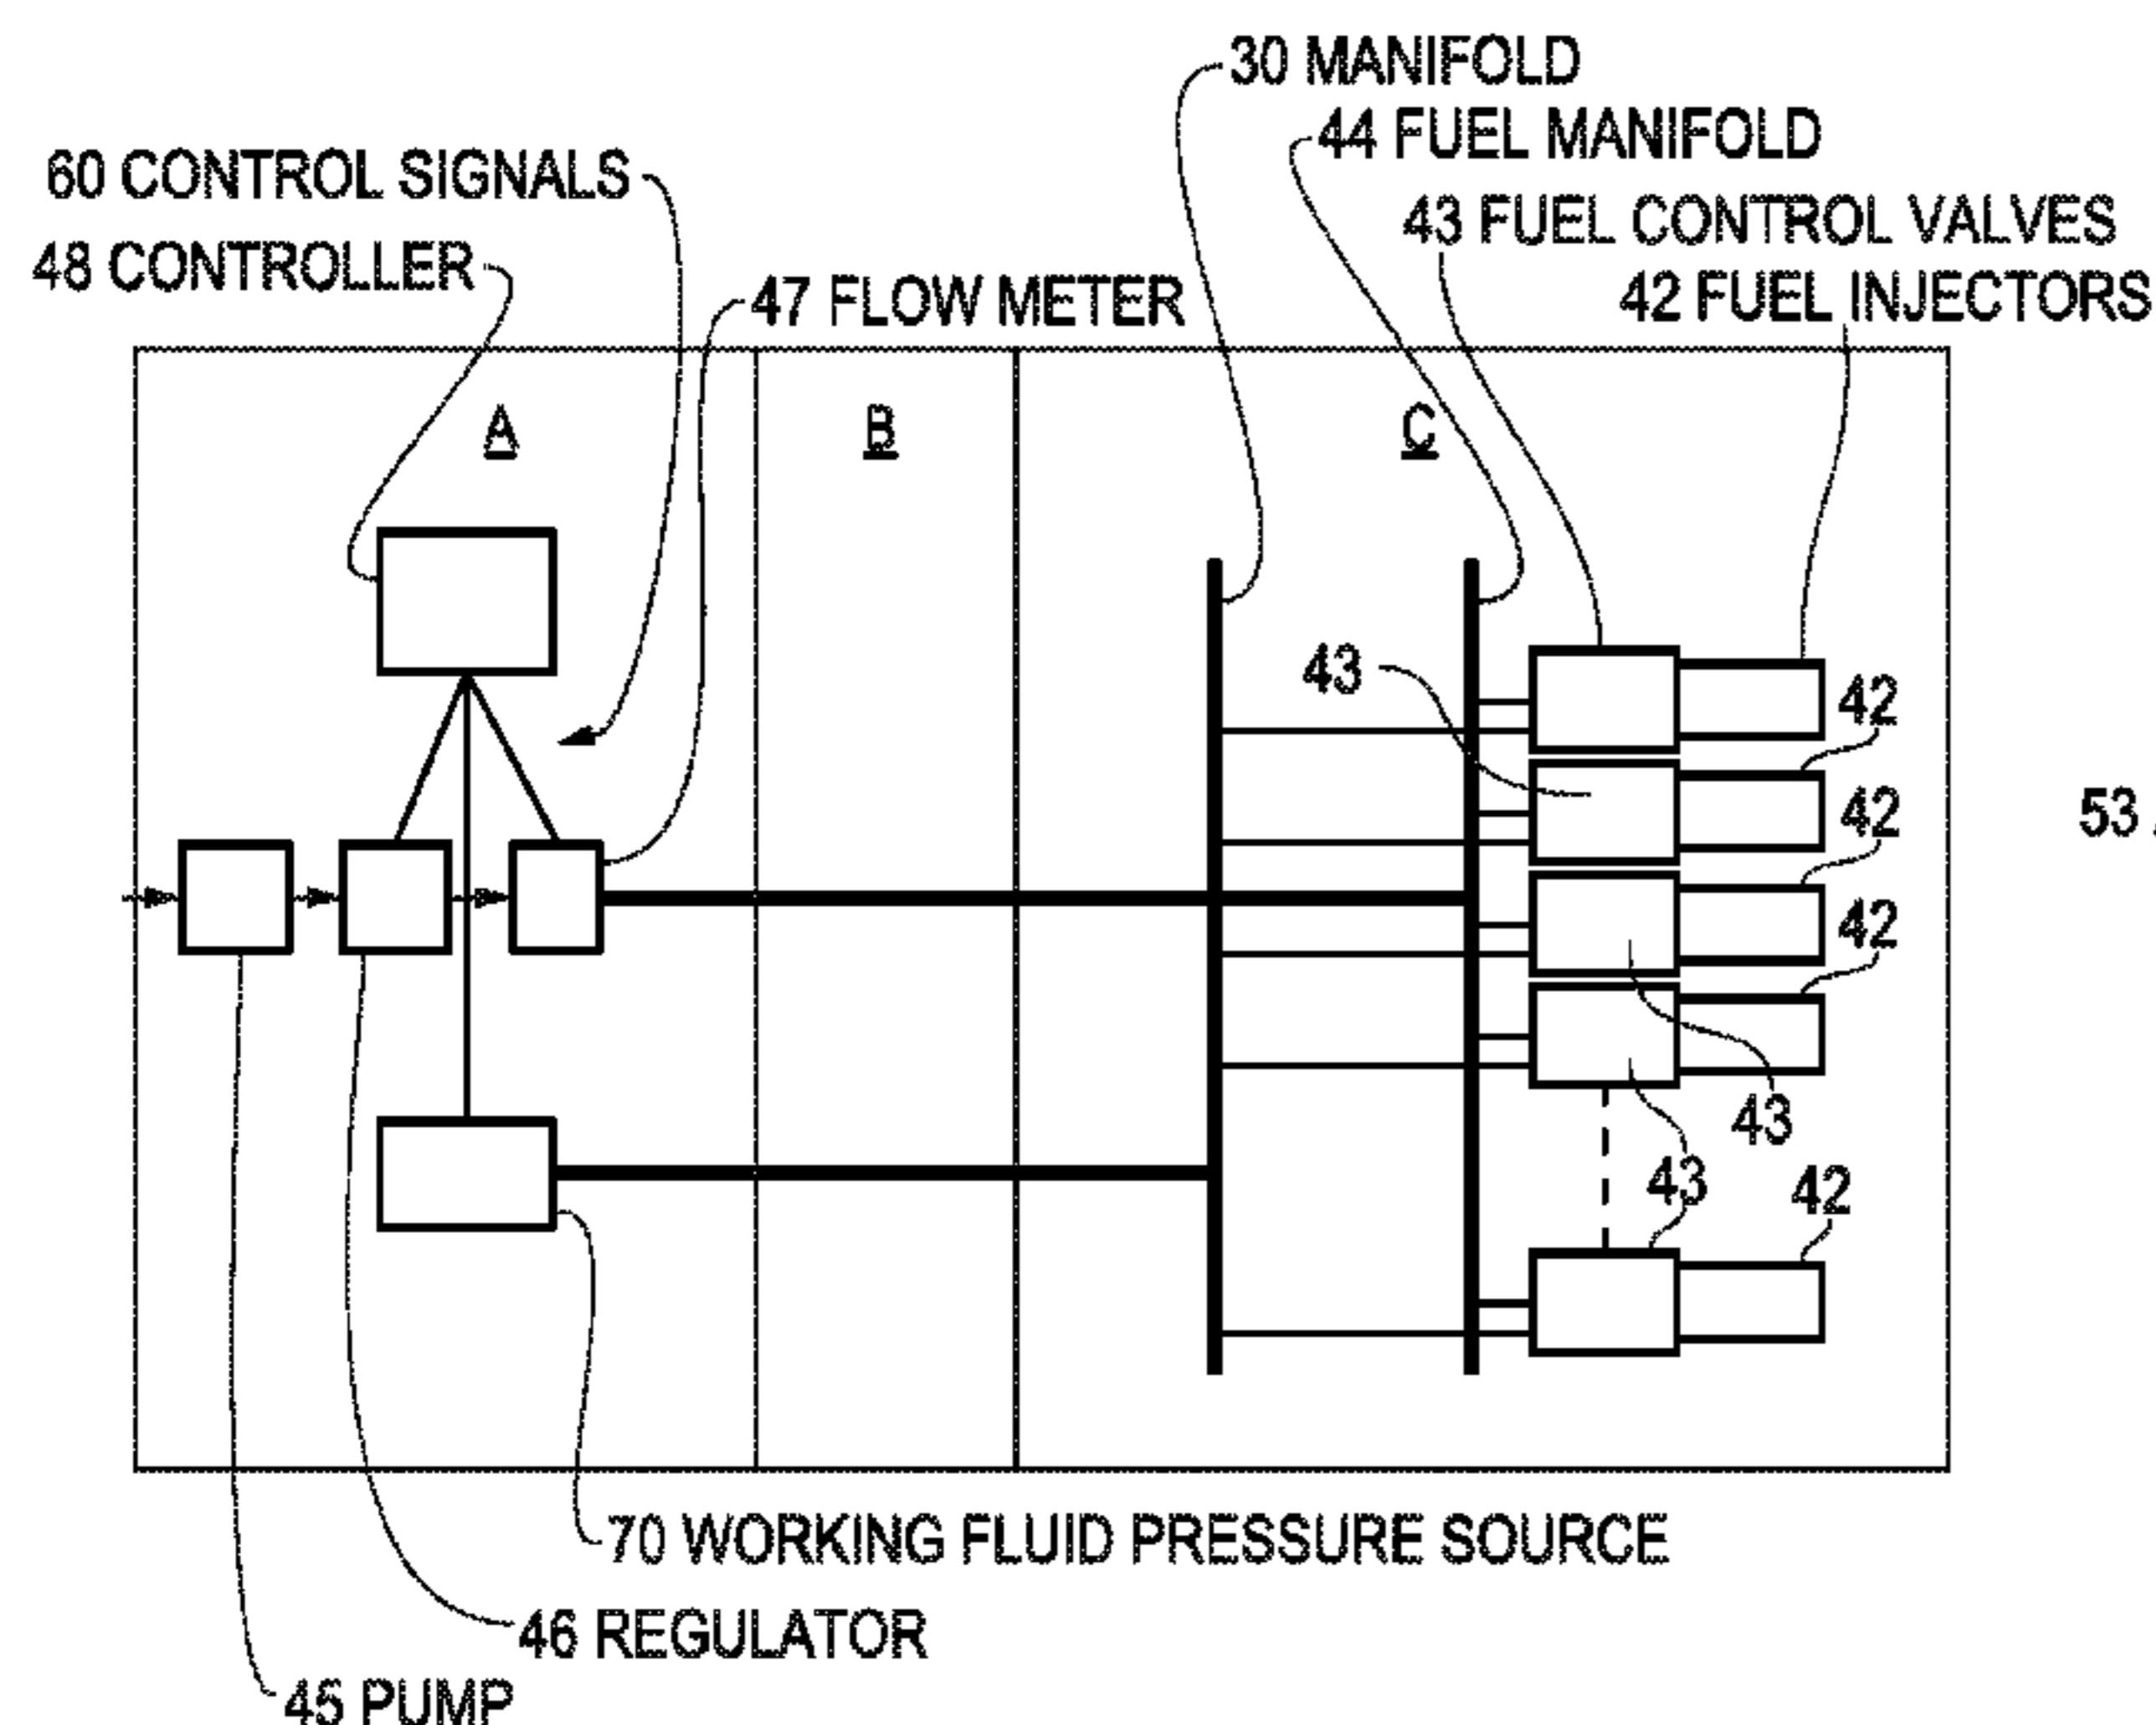 30 MANIFOLD
44 FUEL MANIFOLD
60 CONTROL SIGNALS
43 FUEL CONTROL VALVES
48 CONTROLLER
47 FLOW METER
42 FUEL INJECTORS
A
B
C
43
42
42
53
42
43
43
42
70 WORKING FLUID PRESSURE SOURCE
46 REGULATOR
45 PUMP